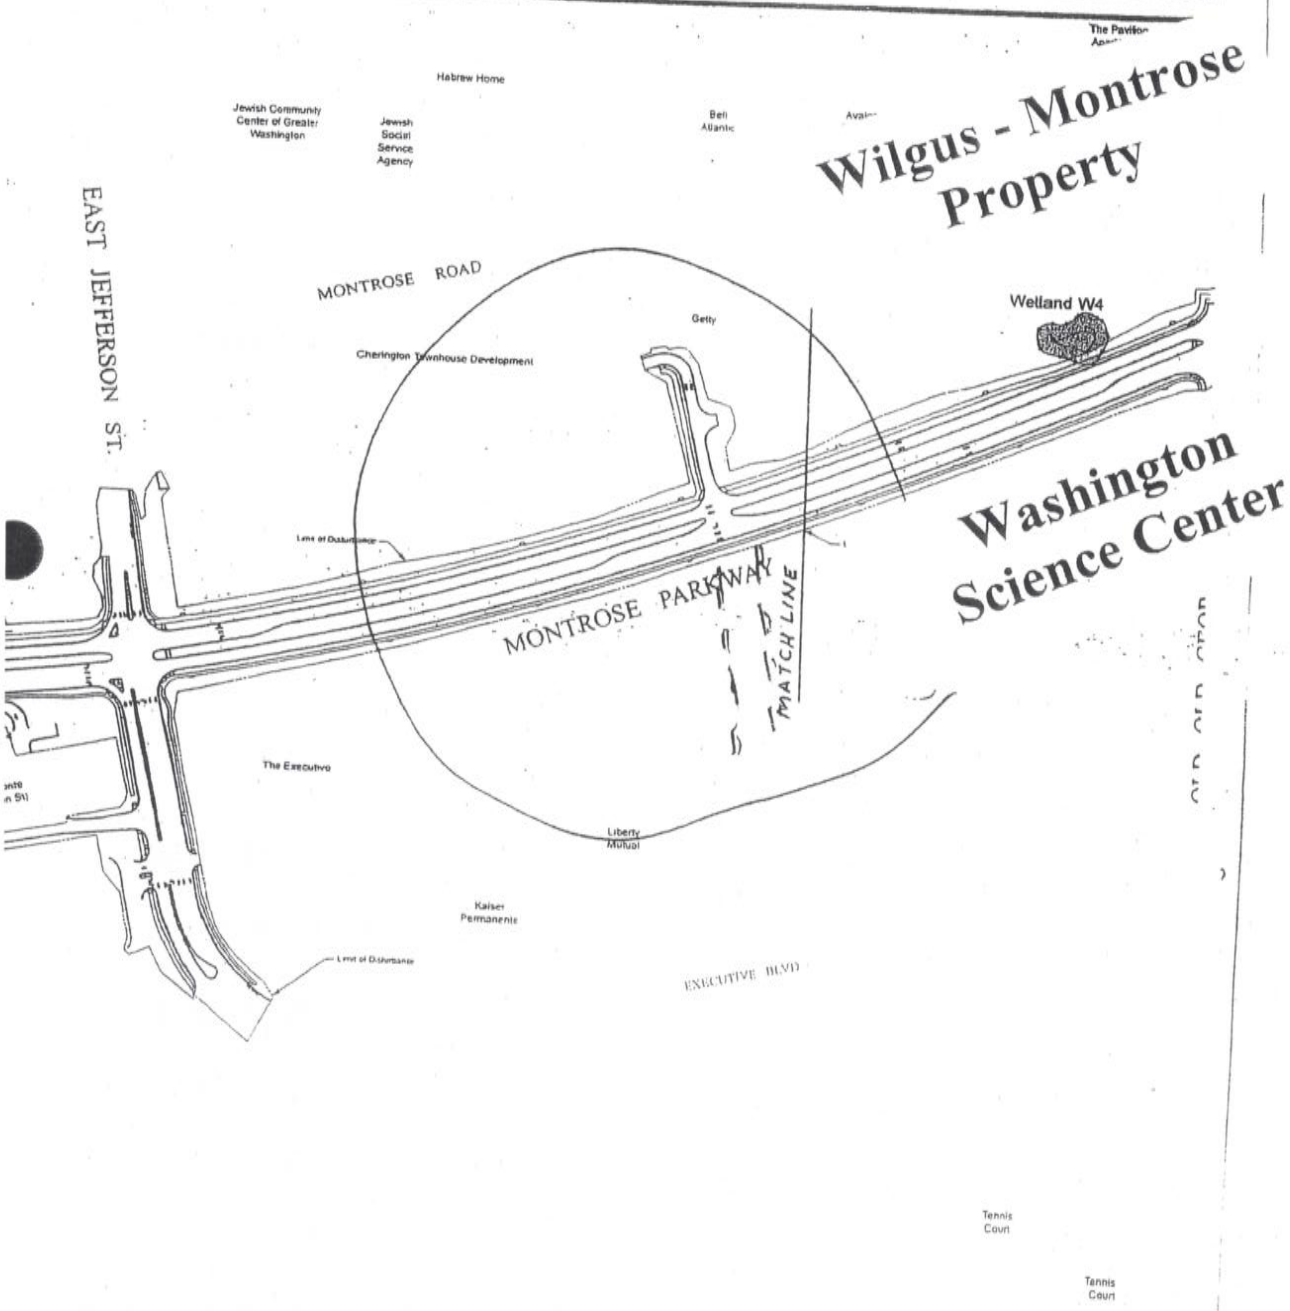 The Pavilion
Hebrew Home
Jewish Community
Center of Greater
Washington
Jewish
Social
Service
Agency
Bell
Atlantic
Wilgus - Montrose
Property
EAST JEFFERSON ST.
MONTROSE ROAD
Getty
Wetland W4
Cherington Townhouse Development
Washington
Science Center
Limit of Disturbance
MONTROSE PARKWAY
MATCH LINE
The Executive
Liberty
Mutual
Kaiser
Permanente
Limit of Disturbance
EXECUTIVE BLVD
Tennis
Court
Tennis
Court